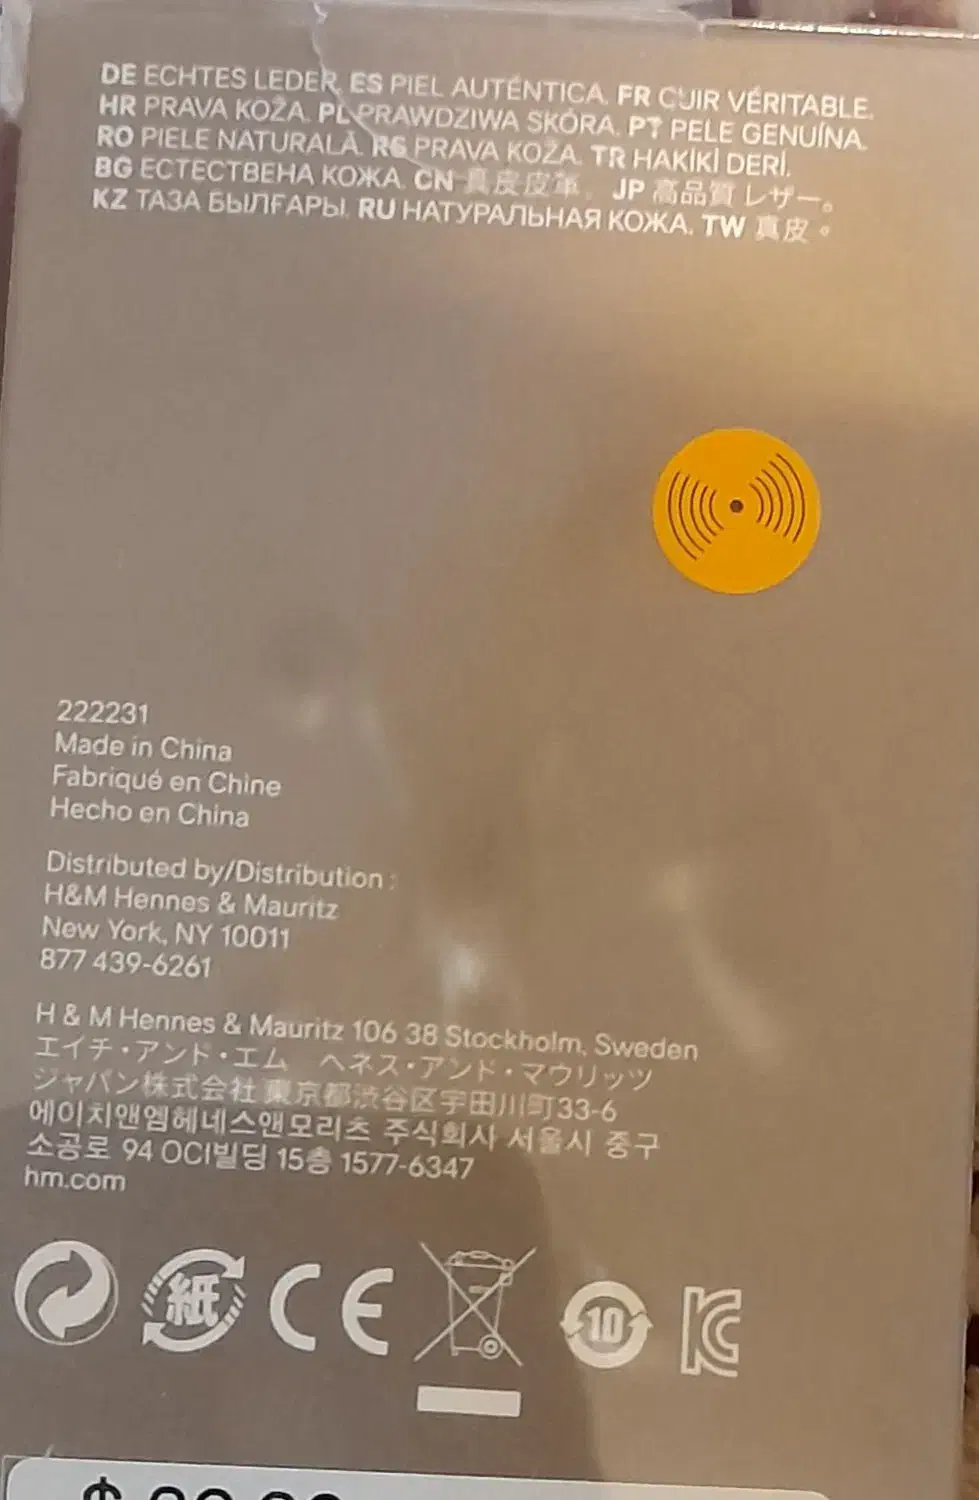 DE ECHTES LEDER. ES PIEL AUTÉNTICA. FR CUIR VÉRITABLE.
HR PRAVA KOŽA. PL PRAWDZIWA SKÓRA. PT PELE GENUÍNA.
RO PIELE NATURALĂ. RS PRAVA KOŽA. TR HAKİKİ DERİ.
BG ЕСТЕСТВЕНА КОЖА. CN 真皮皮革。 JP 高品質 レザー。
KZ ТАЗА БЫЛҒАРЫ. RU НАТУРАЛЬНАЯ КОЖА. TW 真皮。
222231
Made in China
Fabriqué en Chine
Hecho en China
Distributed by/Distribution :
H&M Hennes & Mauritz
New York, NY 10011
877 439-6261
H & M Hennes & Mauritz 106 38 Stockholm, Sweden
エイチ・アンド・エム ヘネス・アンド・マウリッツ
ジャパン株式会社 東京都渋谷区宇田川町33-6
에이치앤엠헤네스앤모리츠 주식회사 서울시 중구
소공로 94 OCI빌딩 15층 1577-6347
hm.com
紙 CE 10 KC
$